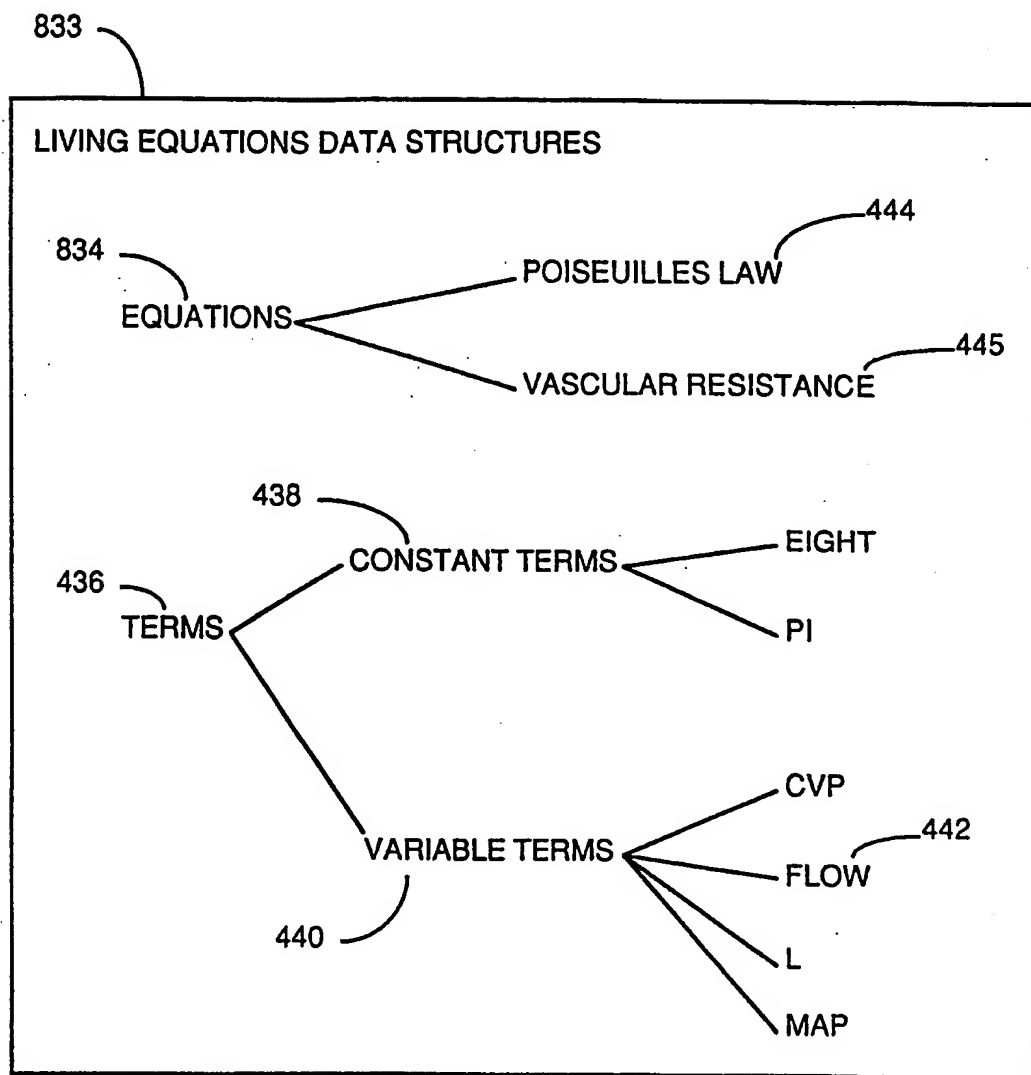 833
LIVING EQUATIONS DATA STRUCTURES
444
834
POISEUILLES LAW
EQUATIONS
445
VASCULAR RESISTANCE
438
EIGHT
CONSTANT TERMS
436
TERMS
PI
CVP
442
VARIABLE TERMS
FLOW
440
L
MAP